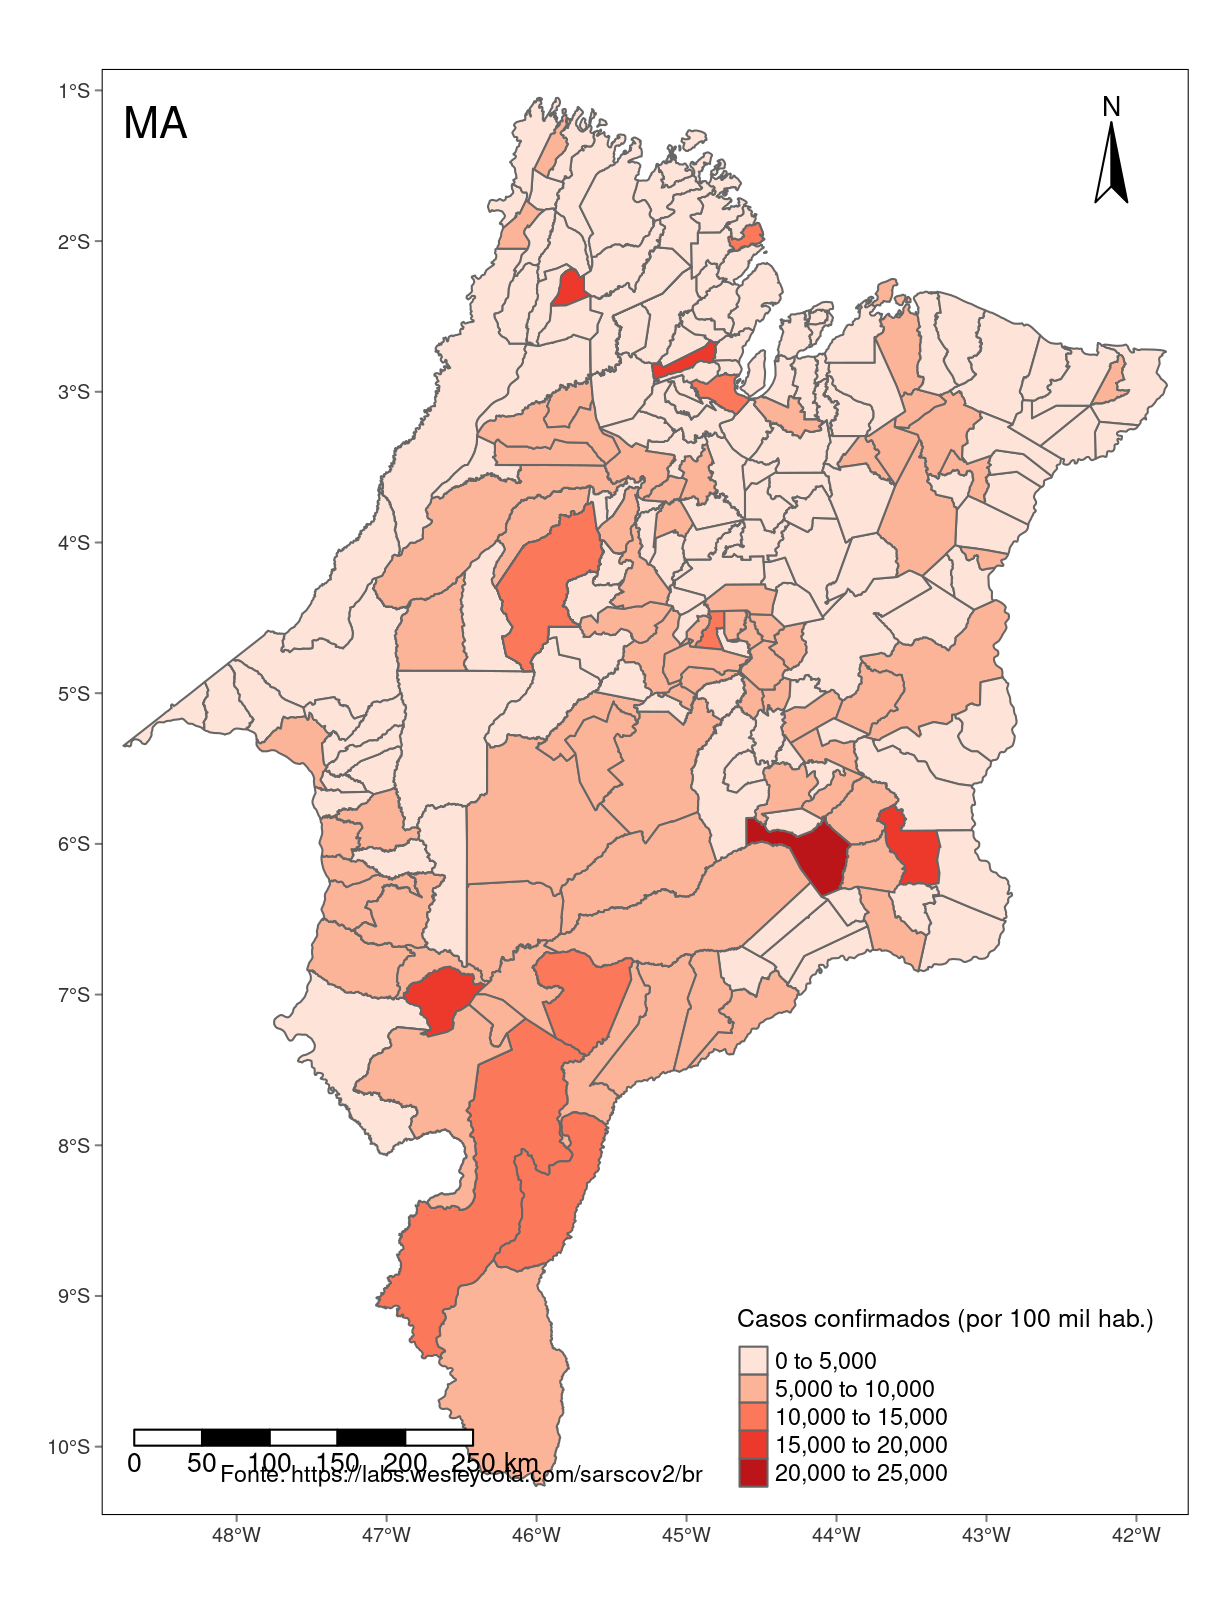 MA
N
1°S
2°S
3°S
4°S
5°S
6°S
7°S
8°S
9°S
10°S
Casos confirmados (por 100 mil hab.)
0 to 5,000
5,000 to 10,000
10,000 to 15,000
15,000 to 20,000
20,000 to 25,000
0 50 100 150 200 250 km
Fonte: https://labs.wesleycota.com/sarscov2/br
48°W 47°W 46°W 45°W 44°W 43°W 42°W